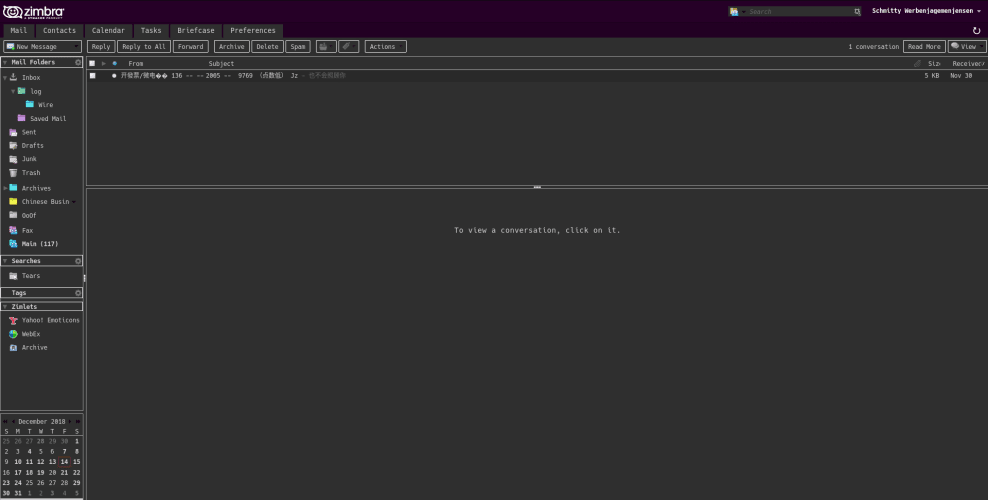 zimbra
A SYNACOR PRODUCT
Search
Schmitty Werbenjagemenjensen
Mail Contacts Calendar Tasks Briefcase Preferences
New Message Reply Reply to All Forward Archive Delete Spam Actions 1 conversation Read More View
Mail Folders
From Subject Size Received
开發票/微电�� 136 -- -- 2005 -- 9769 (点数低) Jz - 5 KB Nov 30
Inbox
log
Wire
Saved Mail
Sent
Drafts
Junk
Trash
Archives
Chinese Busin
OoOf
Fax
Main (117)
To view a conversation, click on it.
Searches
Tears
Tags
Zimlets
Yahoo! Emoticons
WebEx
Archive
December 2018
S M T W T F S
25 26 27 28 29 30 1
2 3 4 5 6 7 8
9 10 11 12 13 14 15
16 17 18 19 20 21 22
23 24 25 26 27 28 29
30 31 1 2 3 4 5